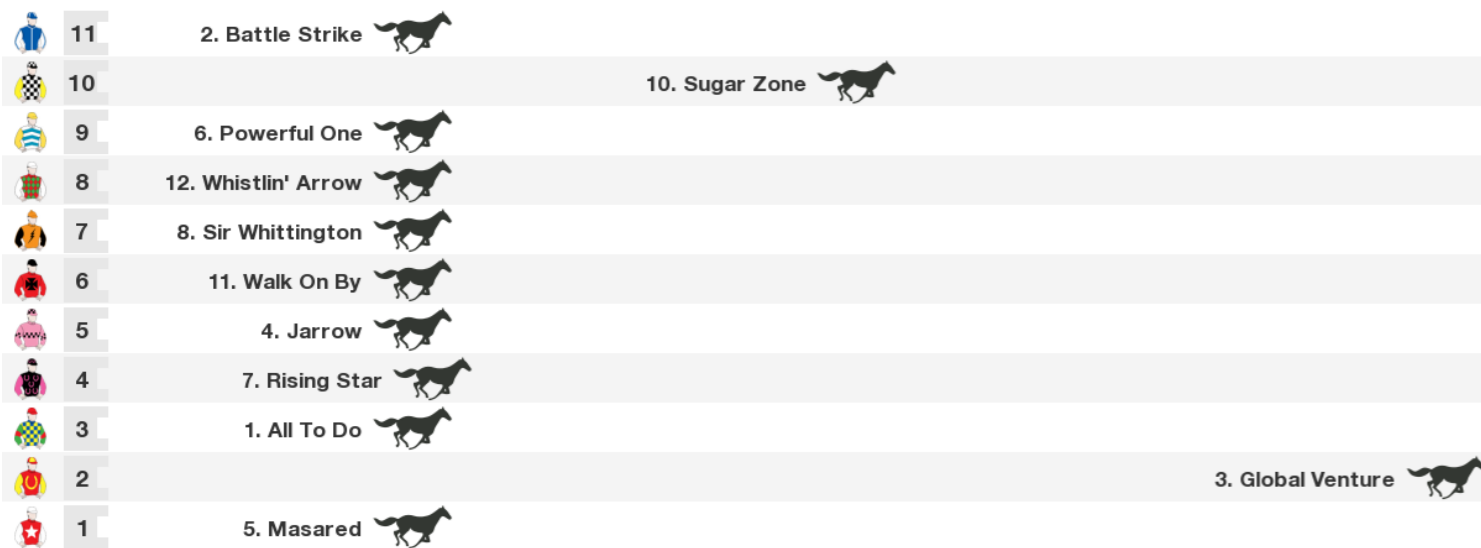 11 2. Battle Strike
10 10. Sugar Zone
9 6. Powerful One
8 12. Whistlin' Arrow
7 8. Sir Whittington
6 11. Walk On By
5 4. Jarrow
4 7. Rising Star
3 1. All To Do
2 3. Global Venture
1 5. Masared